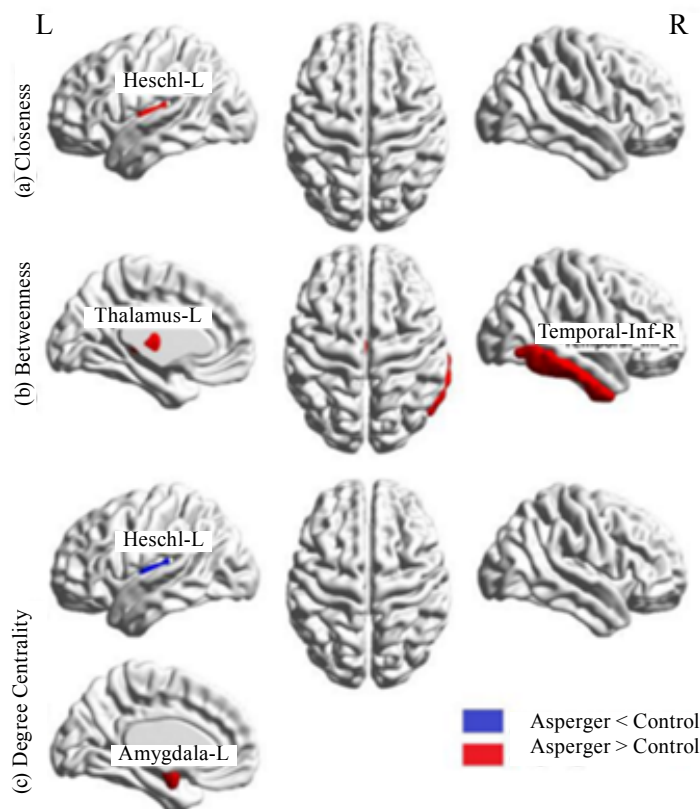 L
R
Heschl-L
(a) Closeness
Thalamus-L
Temporal-Inf-R
(b) Betweenness
Heschl-L
Amygdala-L
(c) Degree Centrality
Asperger < Control
Asperger > Control